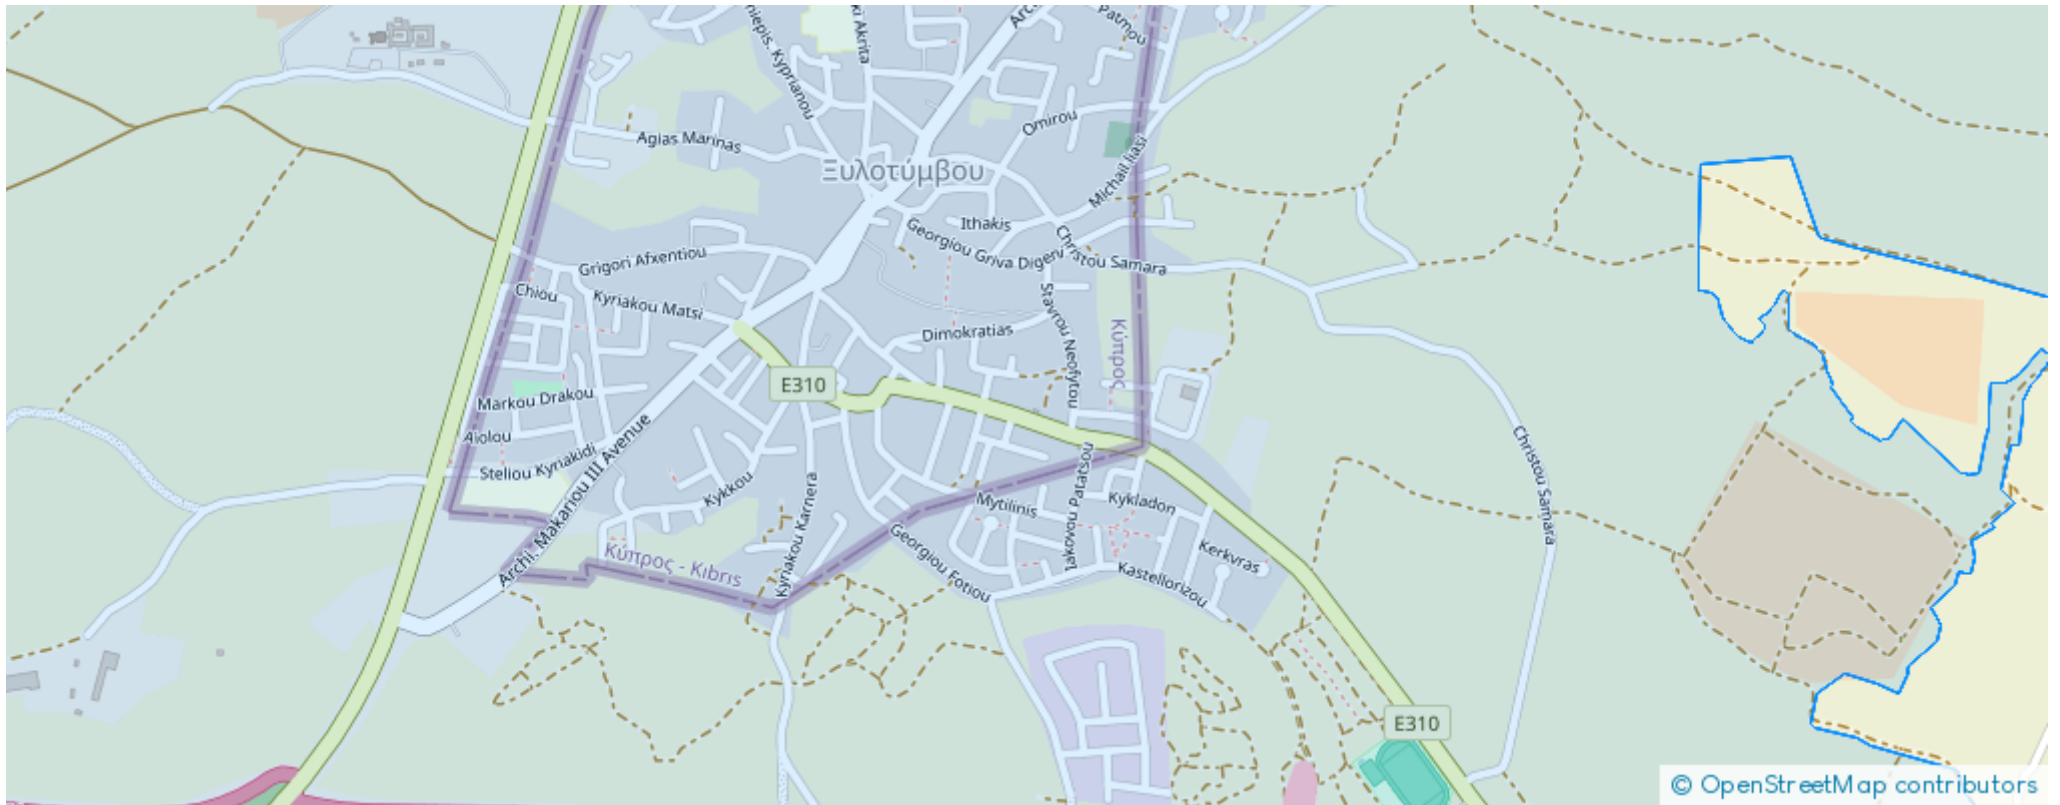 Patmou
Agias Marinas
Omirou
Ξυλοτύμβου
Michail Iliasi
Ithakis
Georgiou Griva Digeni
Christou Samara
Grigori Afxentiou
Chiou
Kyriakou Matsi
Stavrou Neofytou
Dimokratias
Κύπρος
E310
Markou Drakou
Aiolou
Steliou Kyriakidi
Archi. Makariou III Avenue
Kykkou
Kyriakou Karnera
Mytilinis
Iakovou Patatsou
Kykladon
Kerkyras
Kastellorizou
Georgiou Fotiou
Κύπρος - Kıbrıs
Christou Samara
E310
© OpenStreetMap contributors